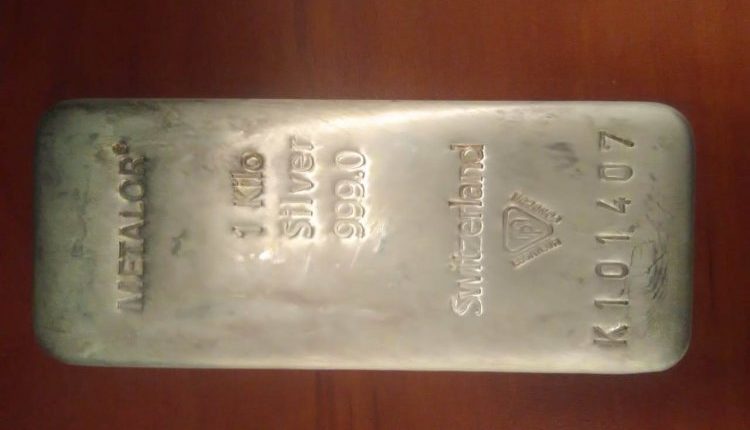 METALOR®
1 Kilo
silver
999.0
Switzerland
K101407